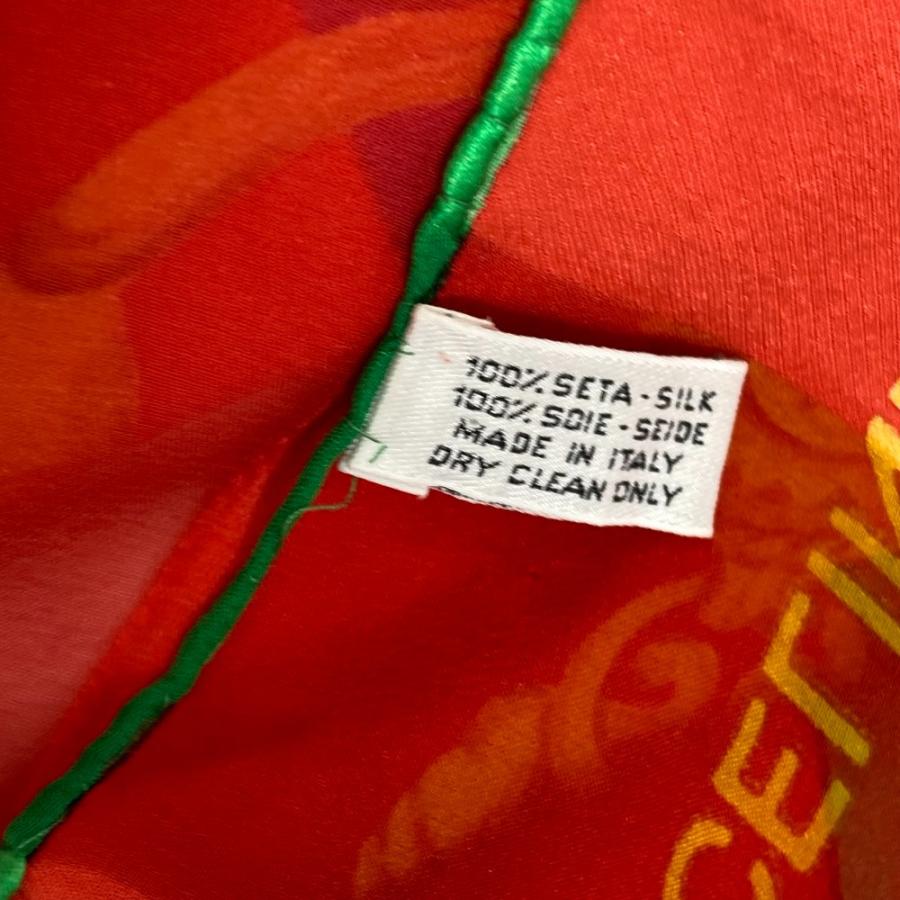 100% SETA - SILK
100% SOIE - SEIDE
MADE IN ITALY
DRY CLEAN ONLY